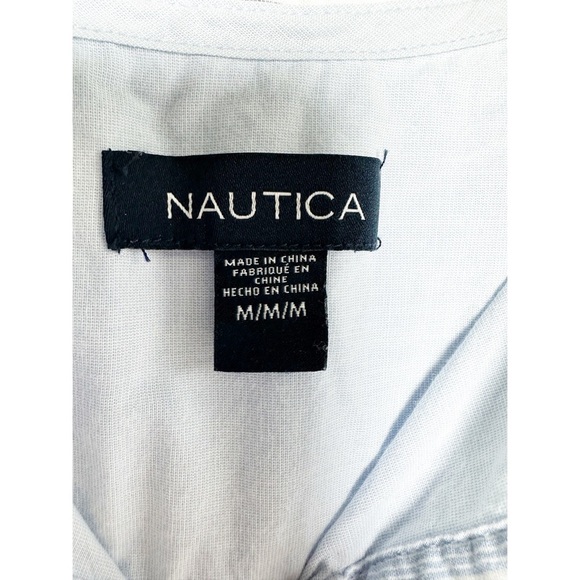 NAUTICA
MADE IN CHINA
FABRIQUÉ EN
CHINE
HECHO EN CHINA
M/M/M